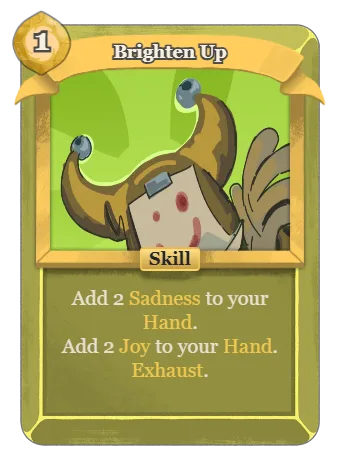 1
Brighten Up
Skill
Add 2 Sadness to your
Hand.
Add 2 Joy to your Hand.
Exhaust.